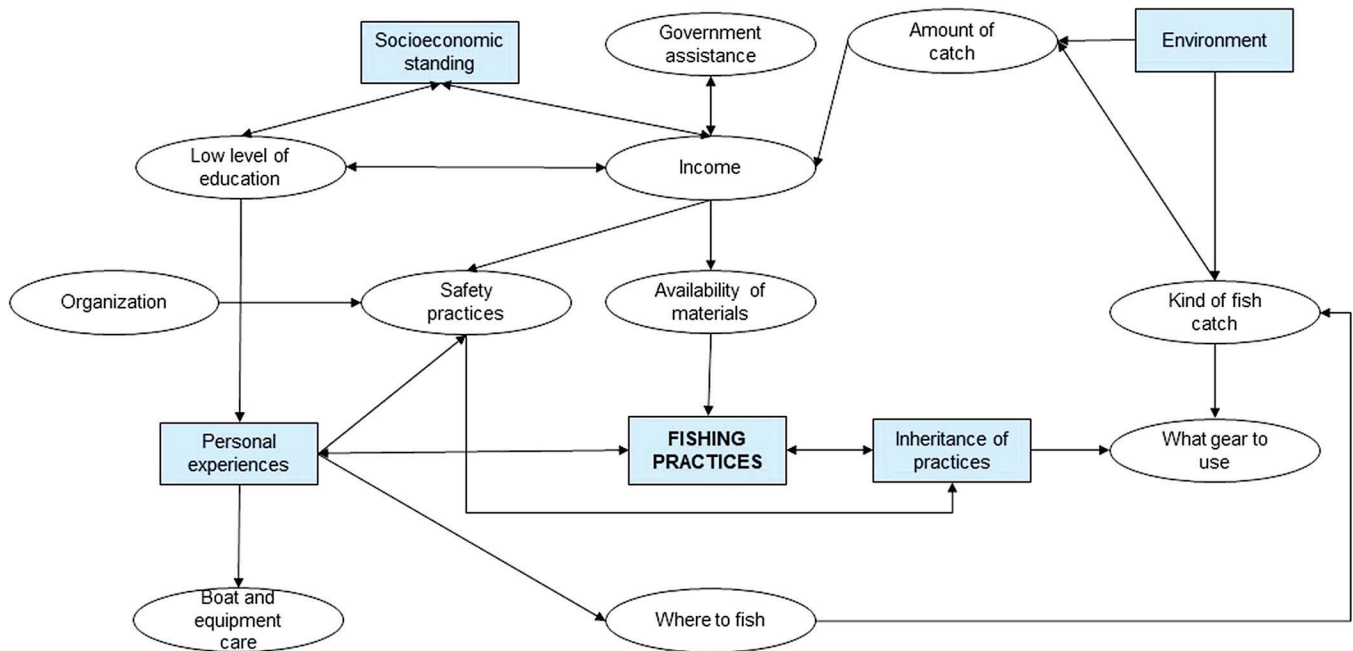 Socioeconomic
standing
Government
assistance
Amount of
catch
Environment
Low level of
education
Income
Organization
Safety
practices
Availability of
materials
Kind of fish
catch
Personal
experiences
FISHING
PRACTICES
Inheritance of
practices
What gear to
use
Boat and
equipment
care
Where to fish